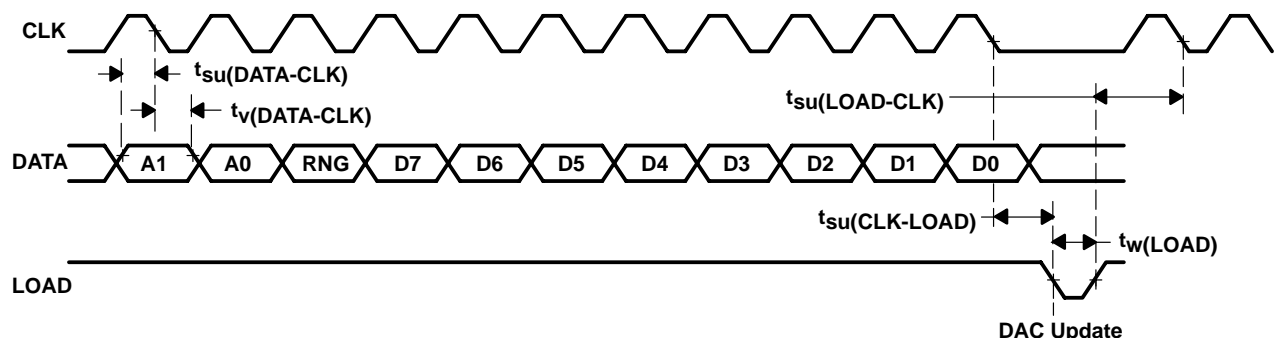 CLK
tsu(DATA-CLK)
tsu(LOAD-CLK)
tv(DATA-CLK)
DATA A1 A0 RNG D7 D6 D5 D4 D3 D2 D1 D0
tsu(CLK-LOAD)
tw(LOAD)
LOAD
DAC Update